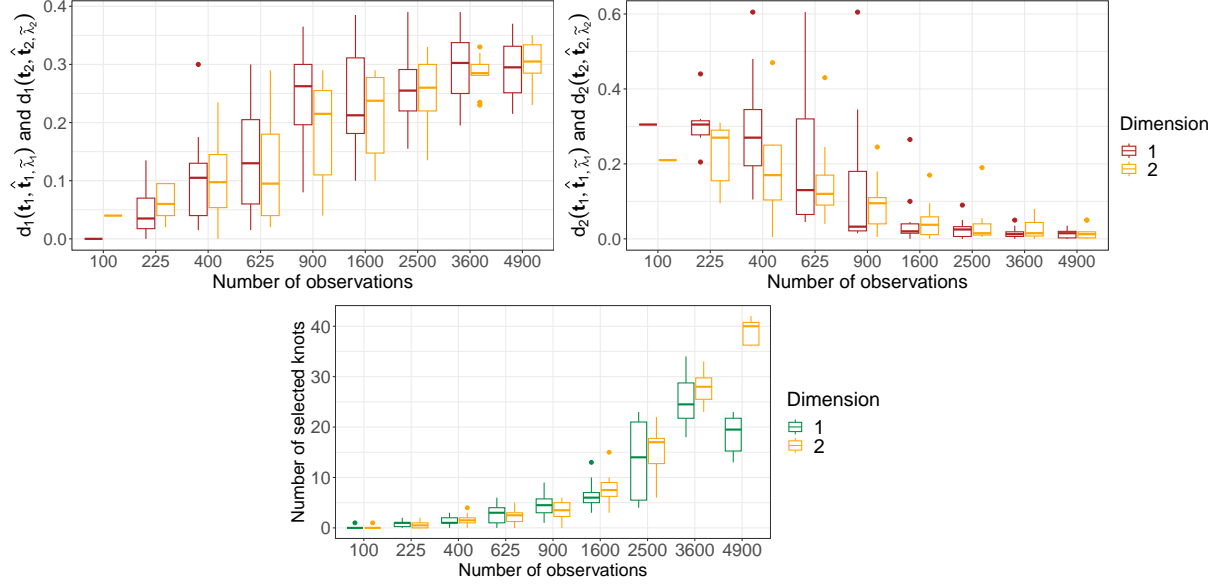 d₁(t₁, t̂₁,λ̃₁) and d₁(t₂, t̂₂,λ̃₂)
0.4
0.3
0.2
0.1
0.0
100 225 400 625 900 1600 2500 3600 4900
Number of observations
d₂(t₁, t̂₁,λ̃₁) and d₂(t₂, t̂₂,λ̃₂)
0.6
0.4
0.2
0.0
100 225 400 625 900 1600 2500 3600 4900
Number of observations
Dimension
1
2
Number of selected knots
40
30
20
10
0
100 225 400 625 900 1600 2500 3600 4900
Number of observations
Dimension
1
2